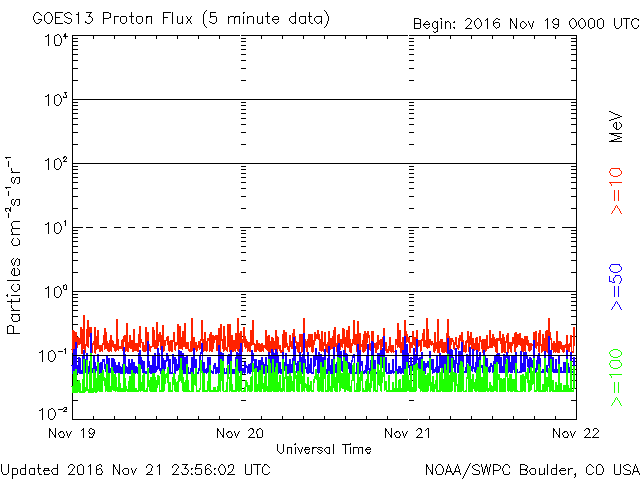 GOES13 Proton Flux (5 minute data)
Begin: 2016 Nov 19 0000 UTC
Particles cm⁻²s⁻¹sr⁻¹
10⁴
10³
10²
10¹
10⁰
10⁻¹
10⁻²
Nov 19
Nov 20
Nov 21
Nov 22
Universal Time
>=10
>=50
>=100
MeV
Updated 2016 Nov 21 23:56:02 UTC
NOAA/SWPC Boulder, CO USA